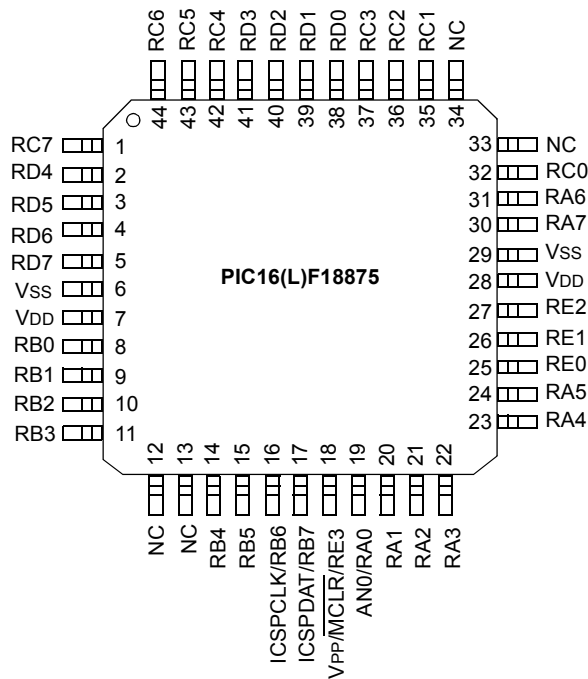 RC6
RC5
RC4
RD3
RD2
RD1
RD0
RC3
RC2
RC1
NC
44
43
42
41
40
39
38
37
36
35
34
RC7 1
RD4 2
RD5 3
RD6 4
RD7 5
VSS 6
VDD 7
RB0 8
RB1 9
RB2 10
RB3 11
PIC16(L)F18875
33 NC
32 RC0
31 RA6
30 RA7
29 VSS
28 VDD
27 RE2
26 RE1
25 RE0
24 RA5
23 RA4
12
13
14
15
16
17
18
19
20
21
22
NC
NC
RB4
RB5
ICSPCLK/RB6
ICSPDAT/RB7
VPP/MCLR/RE3
AN0/RA0
RA1
RA2
RA3